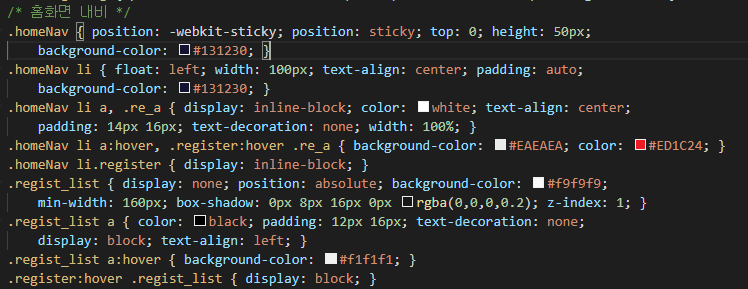 /* 홈화면 내비 */
.homeNav { position: -webkit-sticky; position: sticky; top: 0; height: 50px;
background-color: #131230; }
.homeNav li { float: left; width: 100px; text-align: center; padding: auto;
background-color: #131230; }
.homeNav li a, .re_a { display: inline-block; color: white; text-align: center;
padding: 14px 16px; text-decoration: none; width: 100%; }
.homeNav li a:hover, .register:hover .re_a { background-color: #EAEAEA; color: #ED1C24; }
.homeNav li.register { display: inline-block; }
.regist_list { display: none; position: absolute; background-color: #f9f9f9;
min-width: 160px; box-shadow: 0px 8px 16px 0px rgba(0,0,0,0.2); z-index: 1; }
.regist_list a { color: black; padding: 12px 16px; text-decoration: none;
display: block; text-align: left; }
.regist_list a:hover { background-color: #f1f1f1; }
.register:hover .regist_list { display: block; }